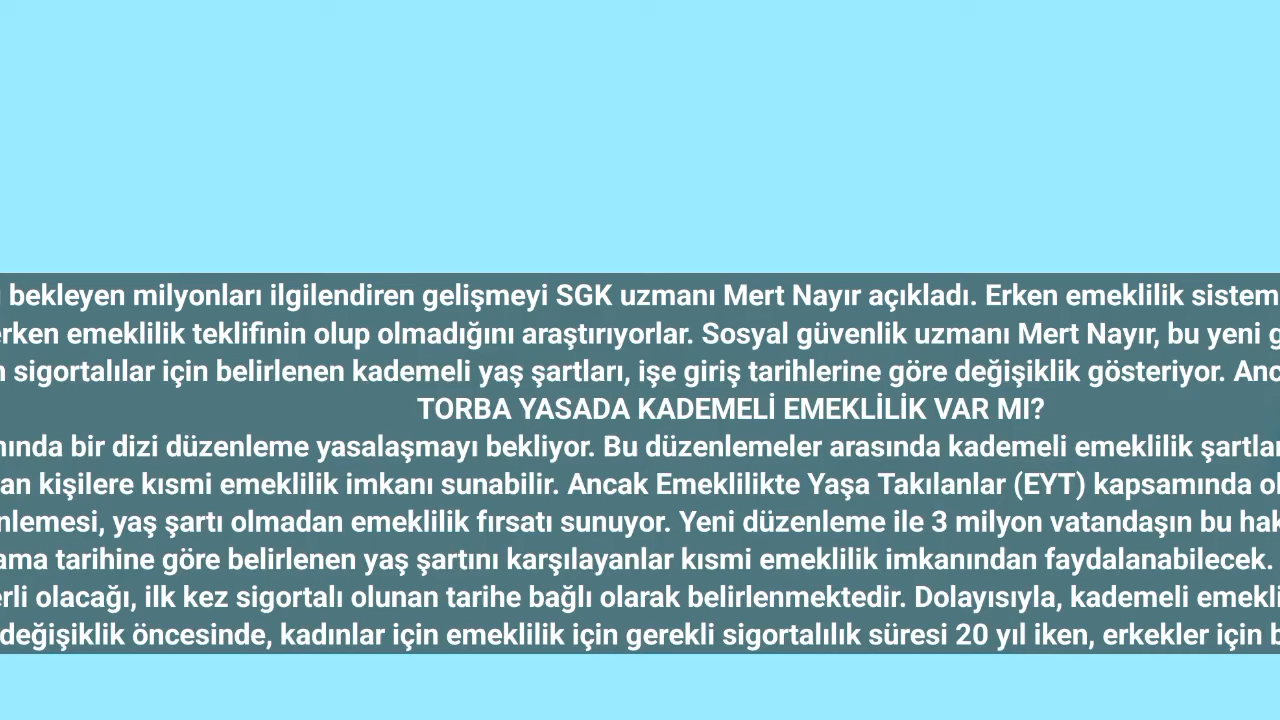 bekleyen milyonları ilgilendiren gelişmeyi SGK uzmanı Mert Nayır açıkladı. Erken emeklilik sistem
erken emeklilik teklifinin olup olmadığını araştırıyorlar. Sosyal güvenlik uzmanı Mert Nayır, bu yeni g
n sigortalılar için belirlenen kademeli yaş şartları, işe giriş tarihlerine göre değişiklik gösteriyor. Anc
TORBA YASADA KADEMELİ EMEKLİLİK VAR MI?
mında bir dizi düzenleme yasalaşmayı bekliyor. Bu düzenlemeler arasında kademeli emeklilik şartlar
an kişilere kısmi emeklilik imkanı sunabilir. Ancak Emeklilikte Yaşa Takılanlar (EYT) kapsamında ol
nlemesi, yaş şartı olmadan emeklilik fırsatı sunuyor. Yeni düzenleme ile 3 milyon vatandaşın bu hak
ama tarihine göre belirlenen yaş şartını karşılayanlar kısmi emeklilik imkanından faydalanabilecek.
erli olacağı, ilk kez sigortalı olunan tarihe bağlı olarak belirlenmektedir. Dolayısıyla, kademeli emekli
değişiklik öncesinde, kadınlar için emeklilik için gerekli sigortalılık süresi 20 yıl iken, erkekler için b